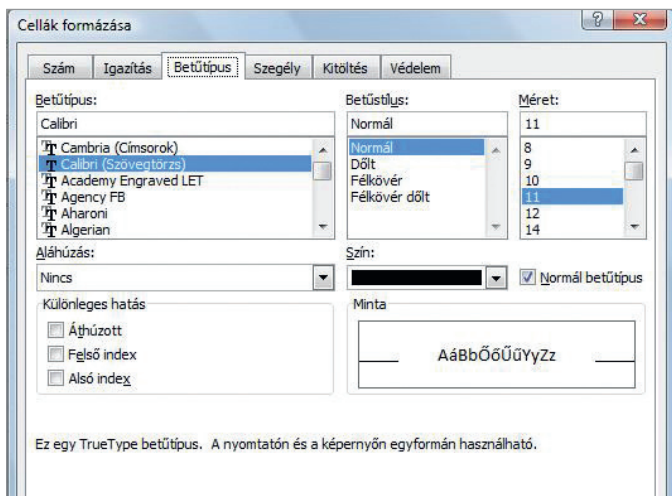 Cellák formázása
Szám Igazítás Betűtípus Szegély Kitöltés Védelem
Betűtípus: Betűstílus: Méret:
Calibri Normál 11
Cambria (Címsorok) Normál 8
Calibri (Szövegtörzs) Dőlt 9
Academy Engraved LET Félkövér 10
Agency FB Félkövér dőlt 11
Aharoni 12
Algerian 14
Aláhúzás: Szín:
Nincs Normál betűtípus
Különleges hatás Minta
Áthúzott
Felső index AáBbŐőŰűYyZz
Alsó index
Ez egy TrueType betűtípus. A nyomtatón és a képernyőn egyformán használható.